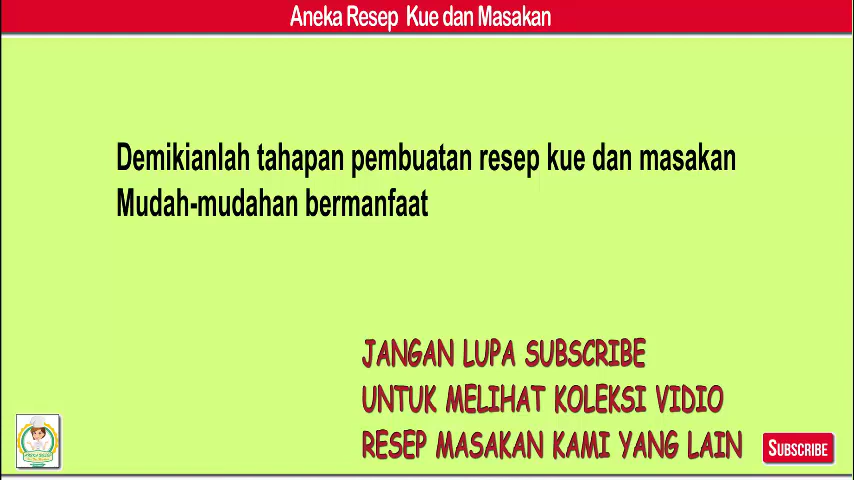 Aneka Resep Kue dan Masakan
Demikianlah tahapan pembuatan resep kue dan masakan
Mudah-mudahan bermanfaat
JANGAN LUPA SUBSCRIBE
UNTUK MELIHAT KOLEKSI VIDIO
RESEP MASAKAN KAMI YANG LAIN
SUBSCRIBE